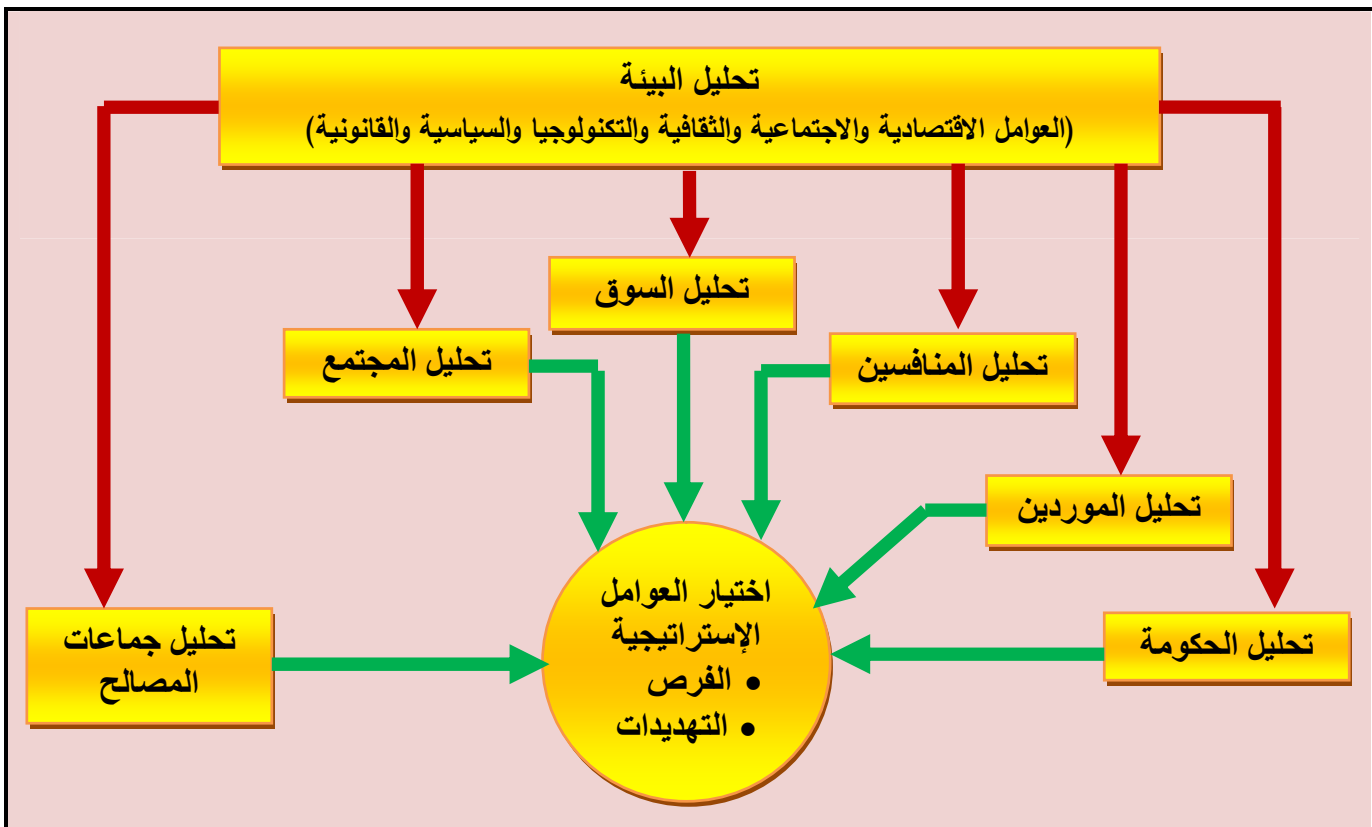 تحليل البيئة
(العوامل الاقتصادية والاجتماعية والثقافية والتكنولوجيا والسياسية والقانونية)
تحليل السوق
تحليل المنافسين
تحليل المجتمع
تحليل الموردين
تحليل الحكومة
تحليل جماعات
المصالح
اختيار العوامل
الإستراتيجية
• الفرص
• التهديدات